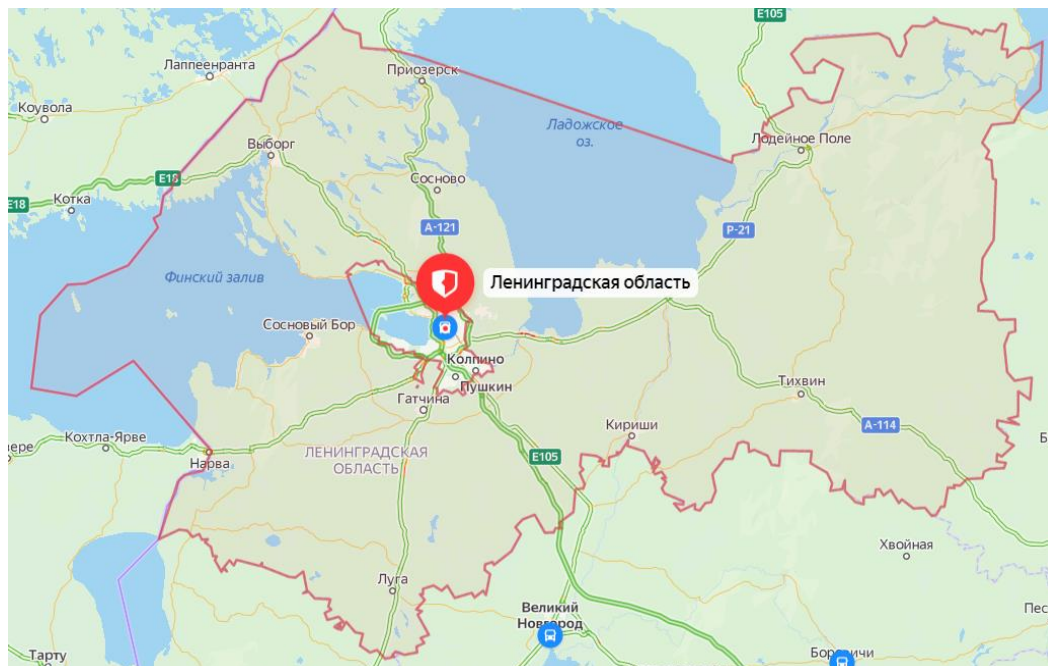 E105
Лаппеенранта
Приозерск
Коувола
Ладожское
оз.
Выборг
Лодейное Поле
E18
Сосново
Котка
E18
А-121
Р-21
Финский залив
Ленинградская область
Сосновый Бор
Колпино
Пушкин
Тихвин
Гатчина
Кириши
А-114
Кохтла-Ярве
ЛЕНИНГРАДСКАЯ
ОБЛАСТЬ
Нарва
E105
Хвойная
Луга
Великий
Новгород
Пес
Тарту
Боровичи